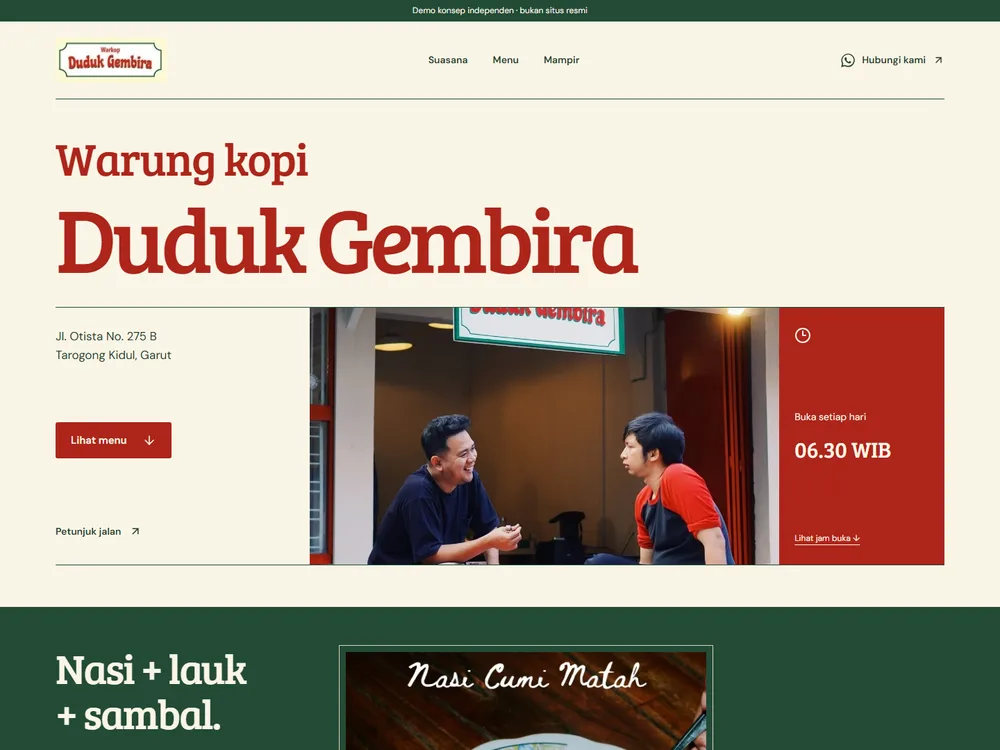 Demo konsep independen · bukan situs resmi
Warkop
Duduk Gembira
Suasana
Menu
Mampir
Hubungi kami
Warung kopi
Duduk Gembira
Jl. Otista No. 275 B
Tarogong Kidul, Garut
Lihat menu
Petunjuk jalan
Duduk Gembira
Buka setiap hari
06.30 WIB
Lihat jam buka
Nasi + lauk
+ sambal.
Nasi Cumi Matah